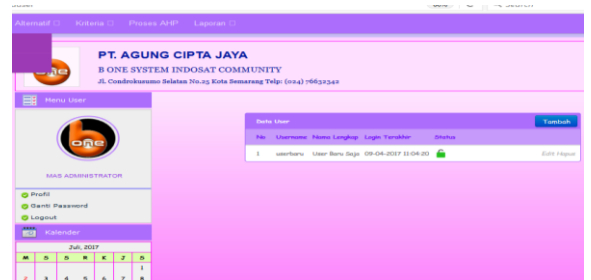 Alternatif Kriteria Proses AHP Laporan
PT. AGUNG CIPTA JAYA
B ONE SYSTEM INDOSAT COMMUNITY
Jl. Condrokusumo Selatan No.25 Kota Semarang Telp: (024) 76632342
one
Menu User
one
MAS ADMINISTRATOR
Profil
Ganti Password
Logout
Kalender
Juli, 2017
M S S R K J S
1
2 3 4 5 6 7 8
Data User
Tambah
No Username Nama Lengkap Login Terakhir Status
1 userbaru User Baru Saja 09-04-2017 11:04:20
Edit Hapus